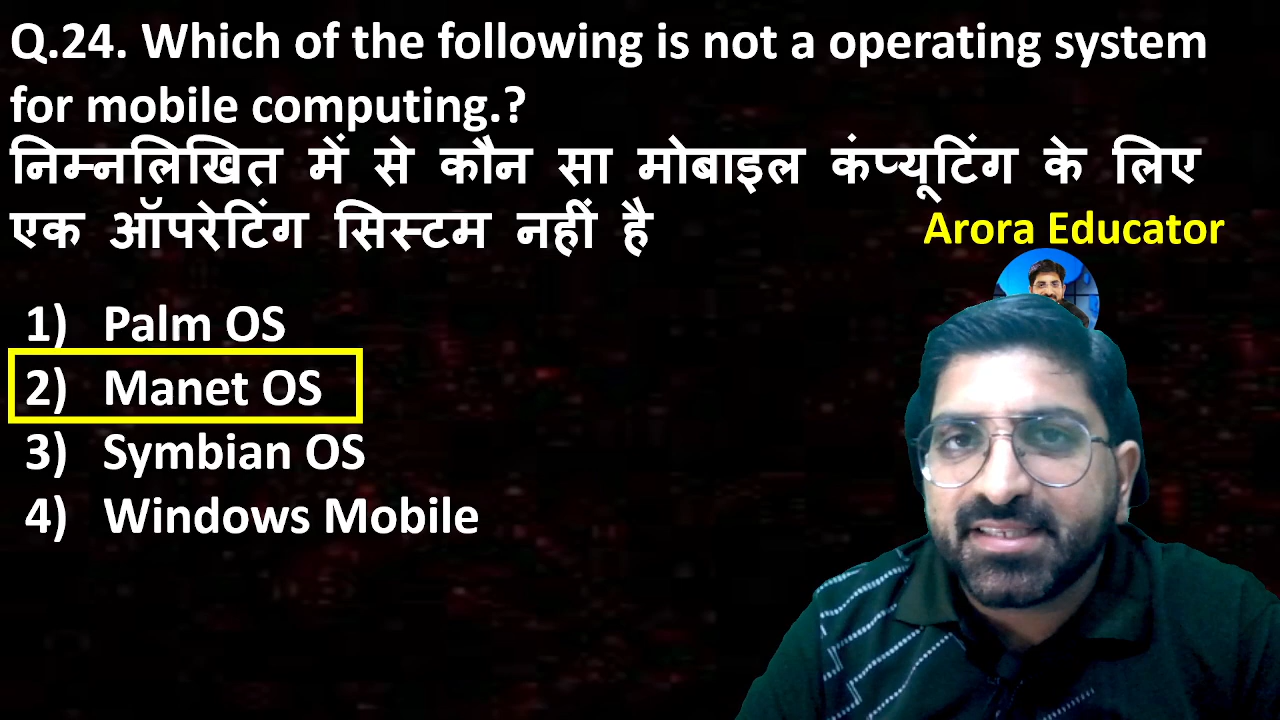 Q.24. Which of the following is not a operating system
for mobile computing.?
निम्नलिखित में से कौन सा मोबाइल कंप्यूटिंग के लिए
एक ऑपरेटिंग सिस्टम नहीं है
Arora Educator
1) Palm OS
2) Manet OS
3) Symbian OS
4) Windows Mobile